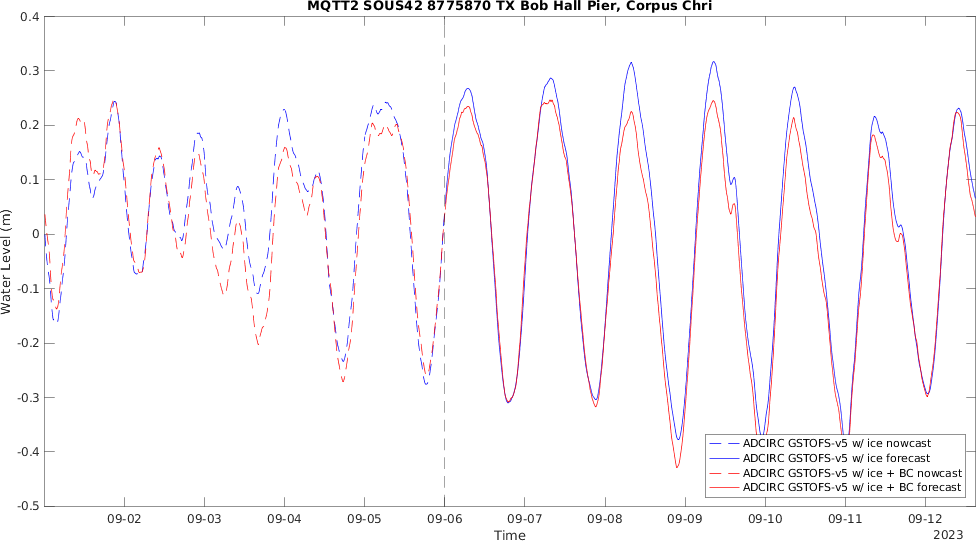 MQTT2 SOUS42 8775870 TX Bob Hall Pier, Corpus Chri
0.4
0.3
0.2
0.1
0
-0.1
-0.2
-0.3
-0.4
-0.5
Water Level (m)
09-02 09-03 09-04 09-05 09-06 09-07 09-08 09-09 09-10 09-11 09-12
Time
2023
ADCIRC GSTOFS-v5 w/ ice nowcast
ADCIRC GSTOFS-v5 w/ ice forecast
ADCIRC GSTOFS-v5 w/ ice + BC nowcast
ADCIRC GSTOFS-v5 w/ ice + BC forecast